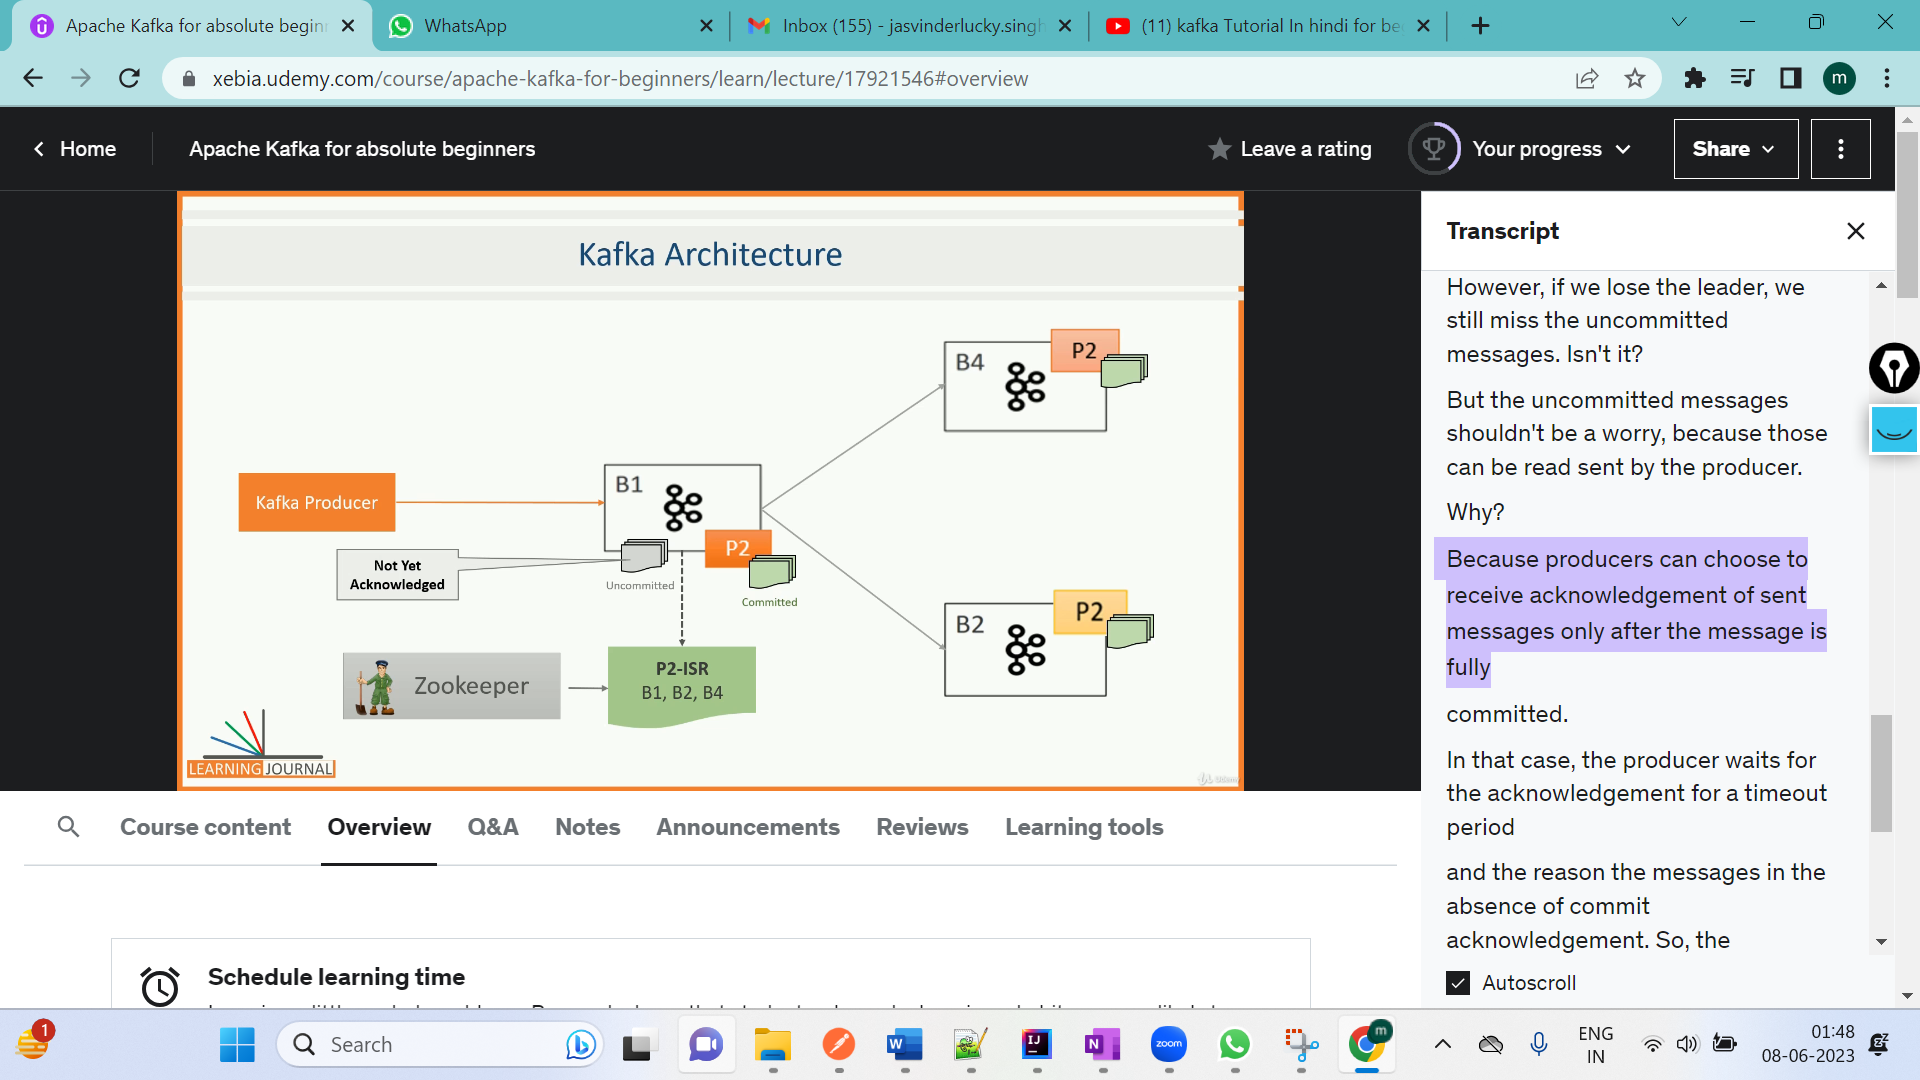 Apache Kafka for absolute begin
WhatsApp
Inbox (155) - jasvinderlucky.singh
(11) kafka Tutorial In hindi for be
xebia.udemy.com/course/apache-kafka-for-beginners/learn/lecture/17921546#overview
m
Home
Apache Kafka for absolute beginners
Leave a rating
Your progress
Share
Kafka Architecture
B4
P2
Kafka Producer
B1
P2
Not Yet
Acknowledged
Uncommitted
Committed
B2
P2
Zookeeper
P2-ISR
B1, B2, B4
LEARNING JOURNAL
Transcript
However, if we lose the leader, we
still miss the uncommitted
messages. Isn't it?
But the uncommitted messages
shouldn't be a worry, because those
can be read sent by the producer.
Why?
Because producers can choose to
receive acknowledgement of sent
messages only after the message is
fully
committed.
In that case, the producer waits for
the acknowledgement for a timeout
period
and the reason the messages in the
absence of commit
acknowledgement. So, the
Autoscroll
Course content
Overview
Q&A
Notes
Announcements
Reviews
Learning tools
Schedule learning time
1
Search
W
IJ
N
zoom
m
ENG
IN
01:48
08-06-2023